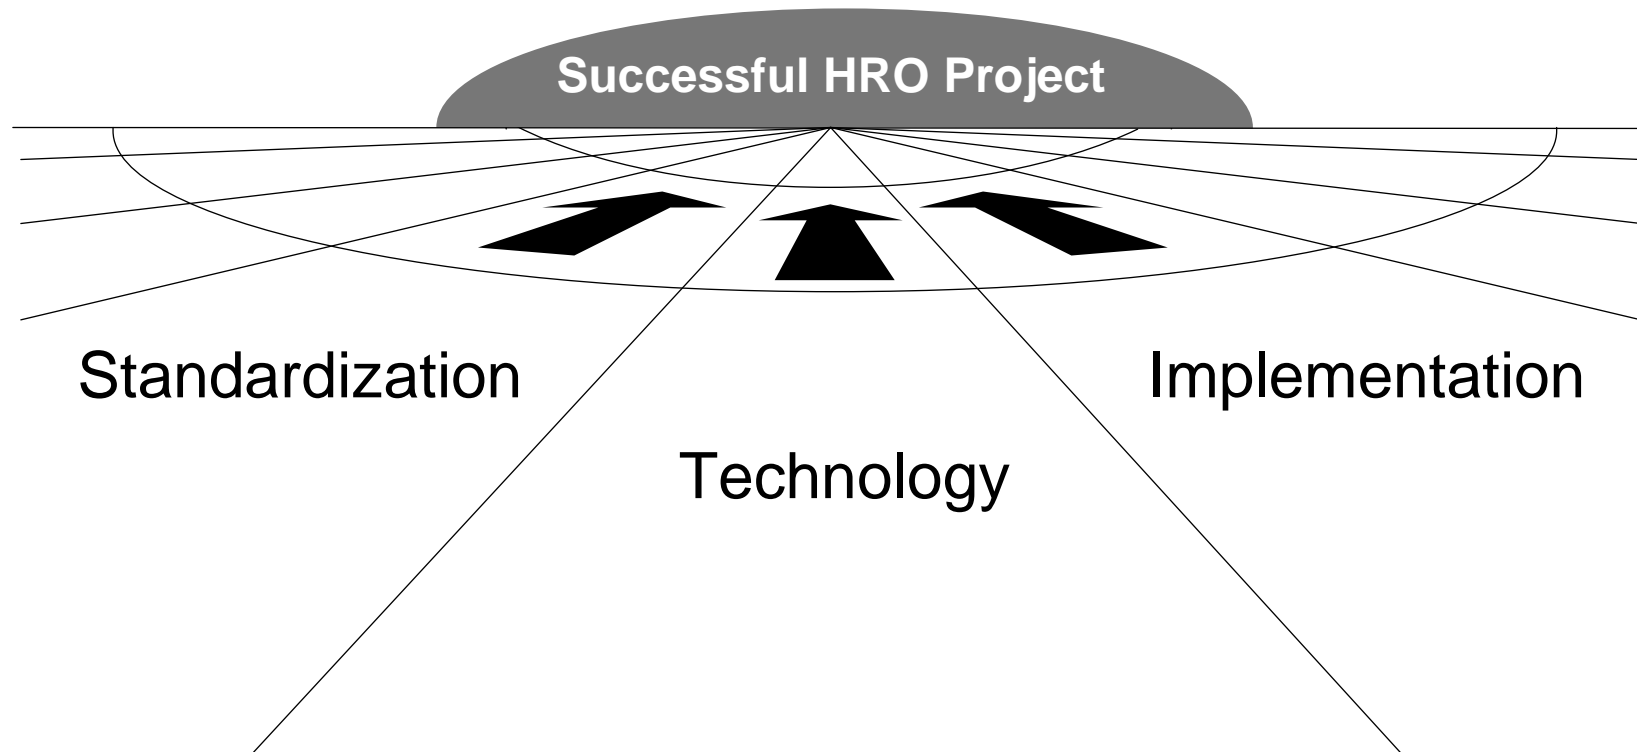 Successful HRO Project
Standardization
Implementation
Technology